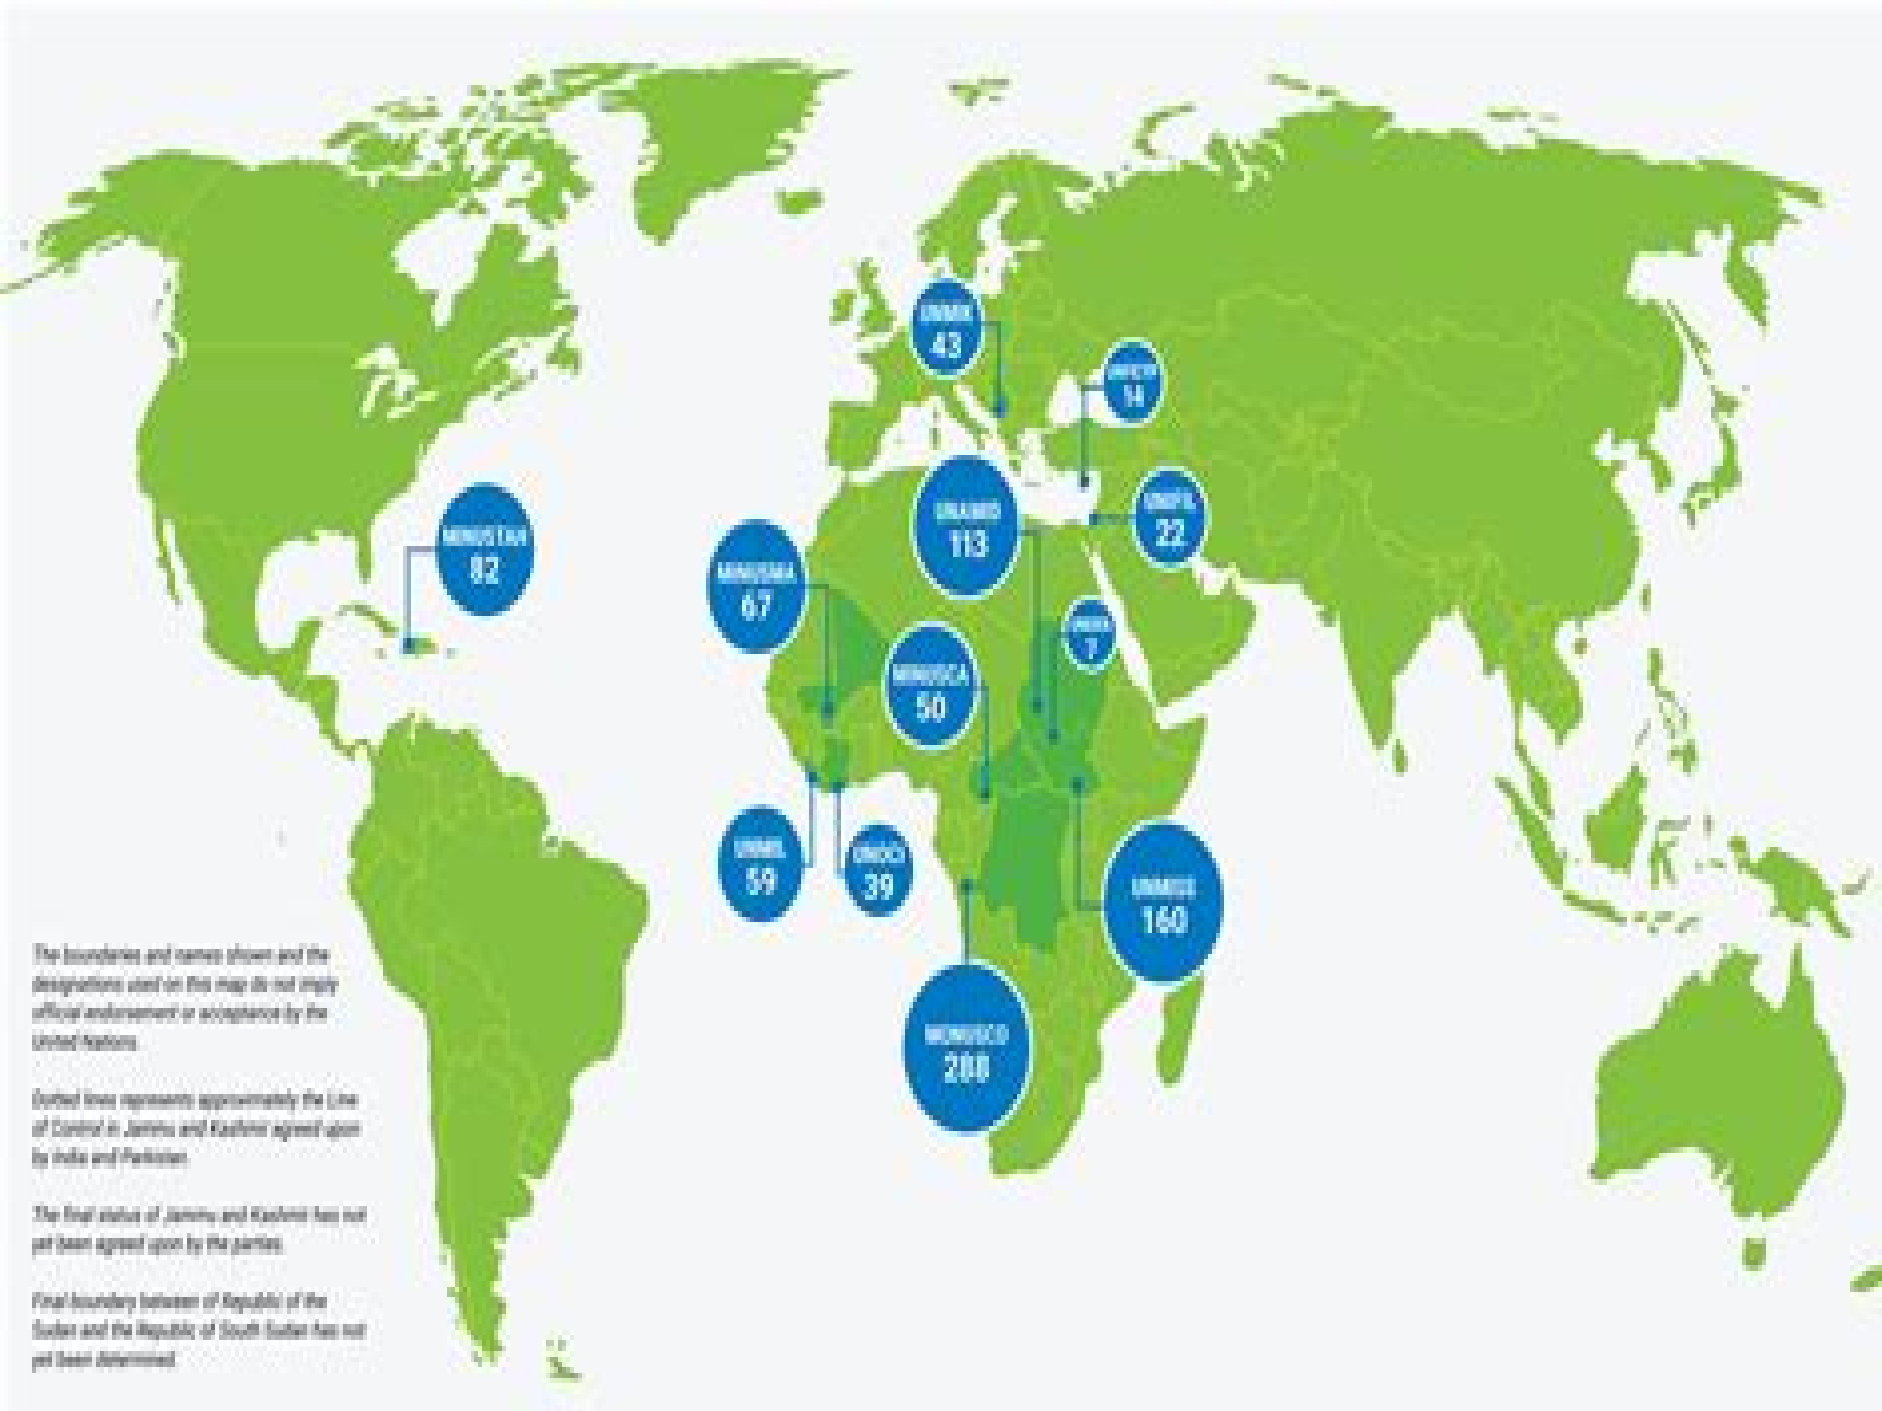 UNMIK
43
UNFICYP
14
UNAMID
113
UNIFIL
22
MINUSTAH
82
MINUSMA
67
7
MINUSCA
50
UNMIL
59
UNOCI
39
UNMISS
160
MONUSCO
288
The boundaries and names shown and the
designations used on this map do not imply
official endorsement or acceptance by the
United Nations.
Dotted lines represents approximately the Line
of Control in Jammu and Kashmir agreed upon
by India and
The final status of Jammu and Kashmir has not
yet been agreed upon by the parties.
Final boundary between of Republic of the
Sudan and the Republic of South Sudan has not
yet been determined.